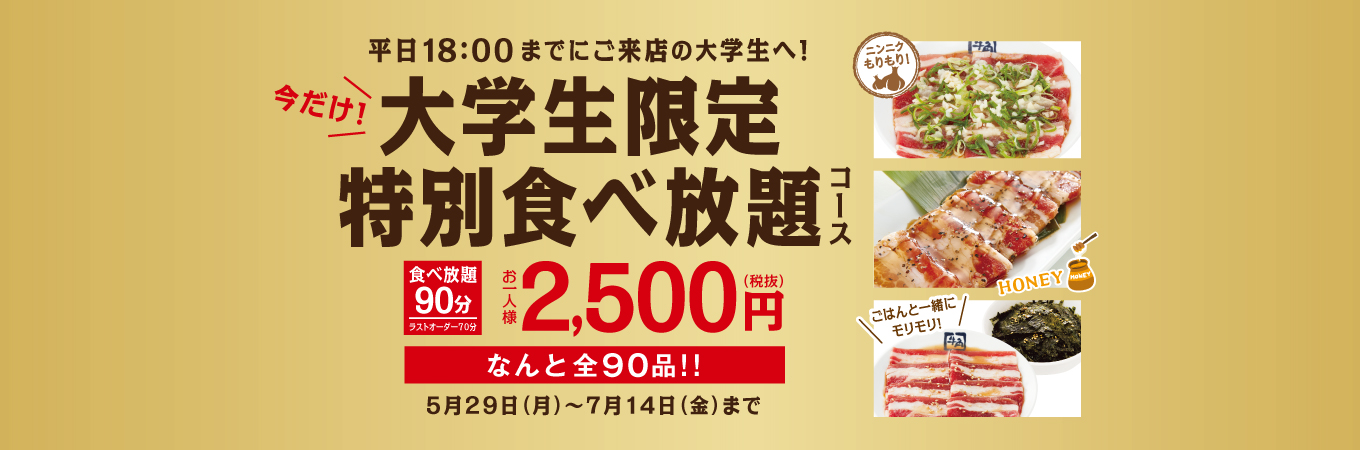 平日18:00までにご来店の大学生へ!
今だけ!
大学生限定
特別食べ放題コース
食べ放題
90分
ラストオーダー70分
お一人様
2,500円
(税抜)
なんと全90品!!
5月29日(月)～7月14日(金)まで
ニンニク
もりもり!
牛角
HONEY
HONEY
ごはんと一緒に
モリモリ!
牛角